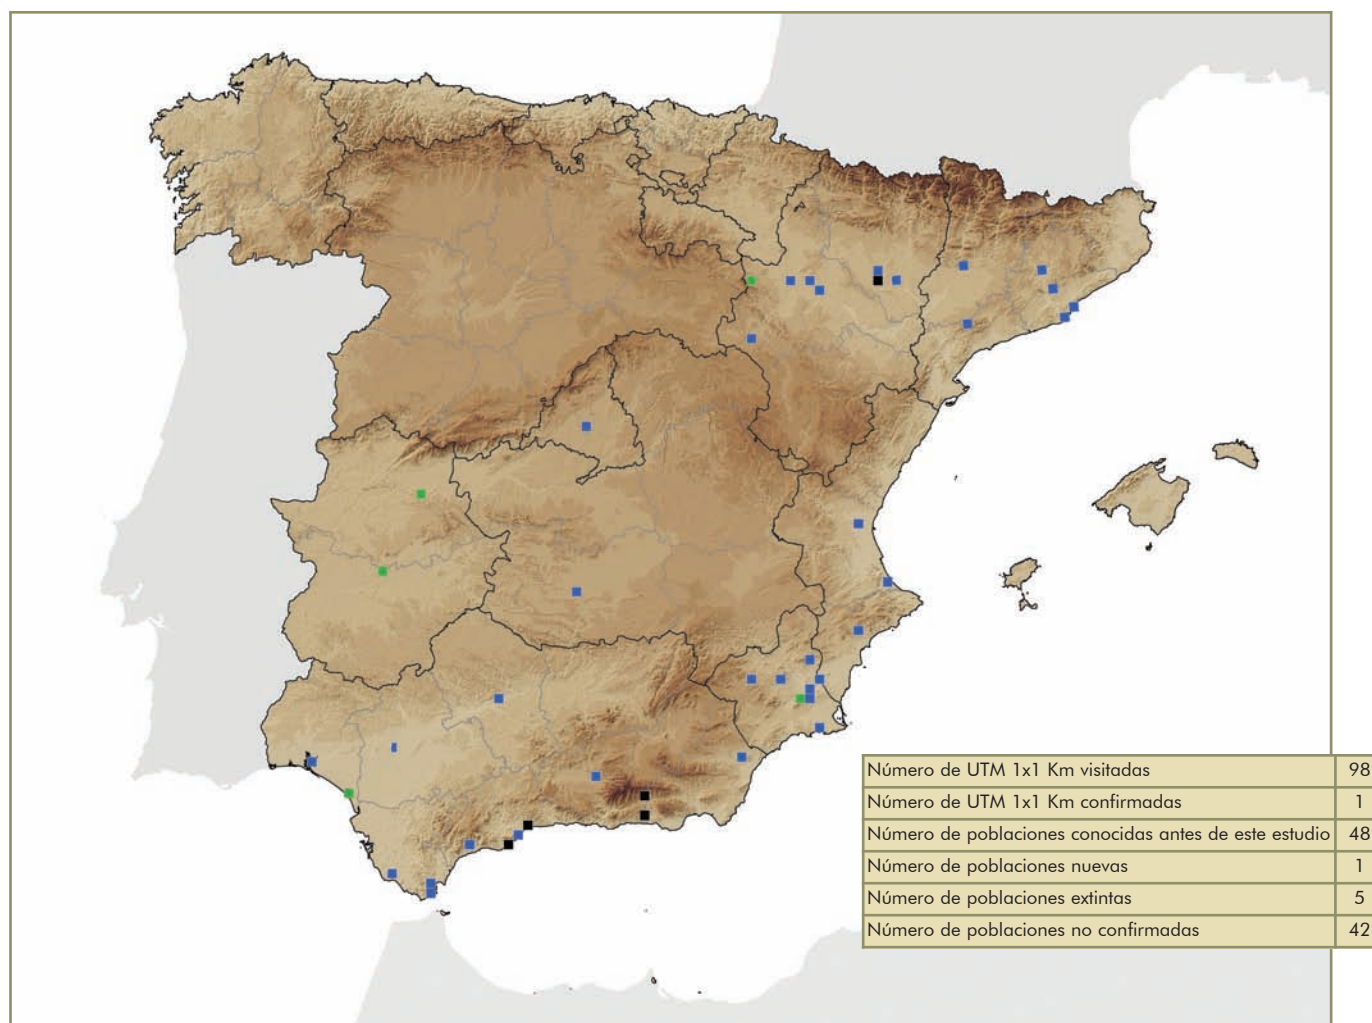 Número de UTM 1x1 Km visitadas 98
Número de UTM 1x1 Km confirmadas 1
Número de poblaciones conocidas antes de este estudio 48
Número de poblaciones nuevas 1
Número de poblaciones extintas 5
Número de poblaciones no confirmadas 42